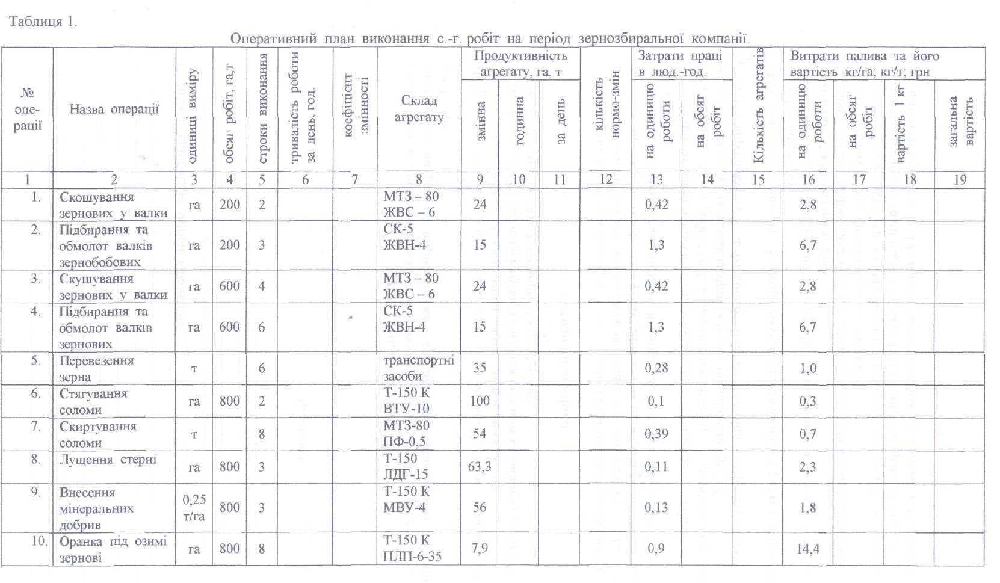 Таблиця 1.
Оперативний план виконання с.-г. робіт на період зернозбиральної компанії.
№ опе- рації
Назва операції
одиниці виміру
обсяг робіт, га,т
строки виконання
тривалість роботи за день, год.
коефіцієнт змінності
Склад агрегату
Продуктивність агрегату, га, т
змінна
годинна
за день
кількість нормо-змін
Затрати праці в люд.-год.
на одиницю роботи
на обсяг робіт
Кількість агрегатів
Витрати палива та його вартість кг/га; кг/т; грн
на одиницю роботи
на обсяг робіт
вартість 1 кг
загальна вартість
1 2 3 4 5 6 7 8 9 10 11 12 13 14 15 16 17 18 19
1. Скошування МТЗ – 80
га 200 2 24 0,42 2,8
зернових у валки ЖВС – 6
2. Підбирання та СК-5
обмолот валків га 200 3 ЖВН-4 15 1,3 6,7
зернобобових
3. Скушування МТЗ – 80
га 600 4 24 0,42 2,8
зернових у валки ЖВС – 6
4. Підбирання та СК-5
обмолот валків га 600 6 ЖВН-4 15 1,3 6,7
зернових
5. Перевезення транспортні
т 6 35 0,28 1,0
зерна засоби
6. Стягування Т-150 К
га 800 2 100 0,1 0,3
соломи ВТУ-10
7. Скиртування МТЗ-80
т 8 54 0,39 0,7
соломи ПФ-0,5
8. Лущення стерні Т-150
га 800 3 63,3 0,11 2,3
ЛДГ-15
9. Внесення 0,25 Т-150 К
мінеральних т/га 800 3 МВУ-4 56 0,13 1,8
добрив
10. Оранка під озимі Т-150 К
га 800 8 7,9 0,9 14,4
зернові ПЛП-6-35